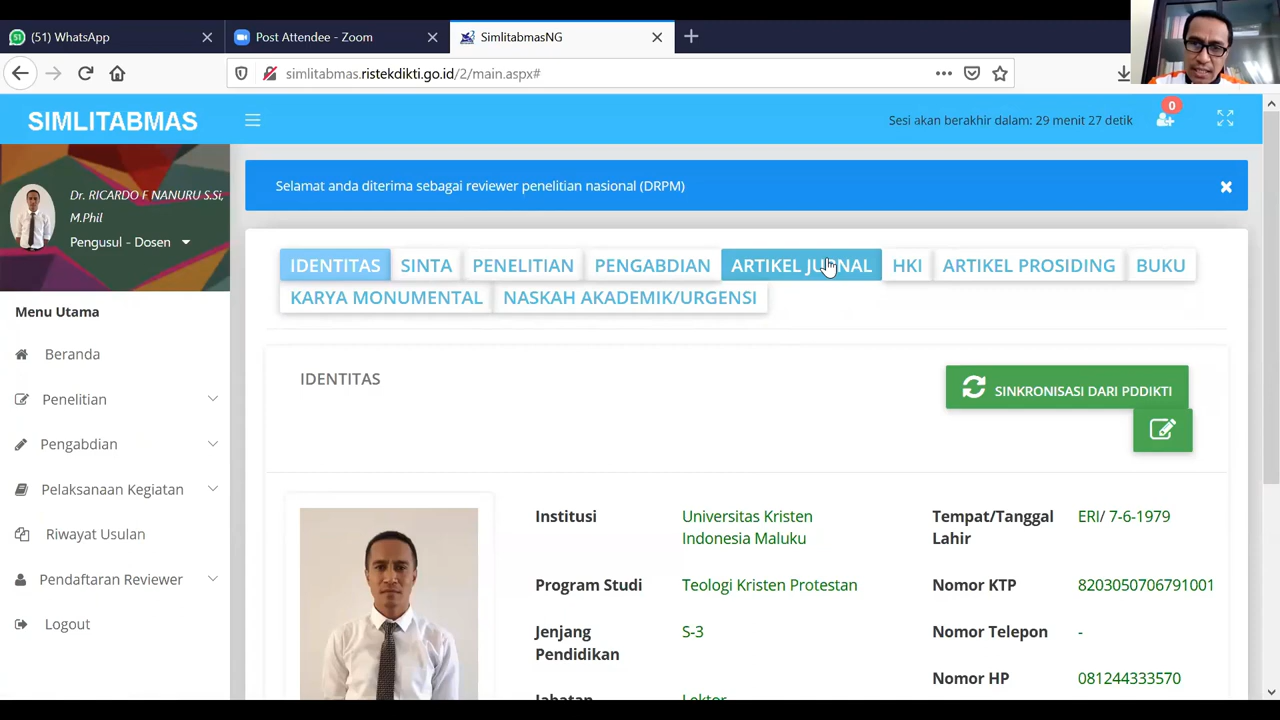 (51) WhatsApp
Post Attendee - Zoom
SimlitabmasNG
simlitabmas.ristekdikti.go.id/2/main.aspx#
SIMLITABMAS
Sesi akan berakhir dalam: 29 menit 27 detik
0
Dr. RICARDO F NANURU S.Si,
M.Phil
Pengusul - Dosen
Selamat anda diterima sebagai reviewer penelitian nasional (DRPM)
IDENTITAS SINTA PENELITIAN PENGABDIAN ARTIKEL JURNAL HKI ARTIKEL PROSIDING BUKU
KARYA MONUMENTAL NASKAH AKADEMIK/URGENSI
Menu Utama
Beranda
Penelitian
Pengabdian
Pelaksanaan Kegiatan
Riwayat Usulan
Pendaftaran Reviewer
Logout
IDENTITAS
SINKRONISASI DARI PDDIKTI
Institusi
Universitas Kristen
Indonesia Maluku
Program Studi
Teologi Kristen Protestan
Jenjang
Pendidikan
S-3
Jabatan
Lektor
Tempat/Tanggal
Lahir
ERI/ 7-6-1979
Nomor KTP
8203050706791001
Nomor Telepon
-
Nomor HP
081244333570